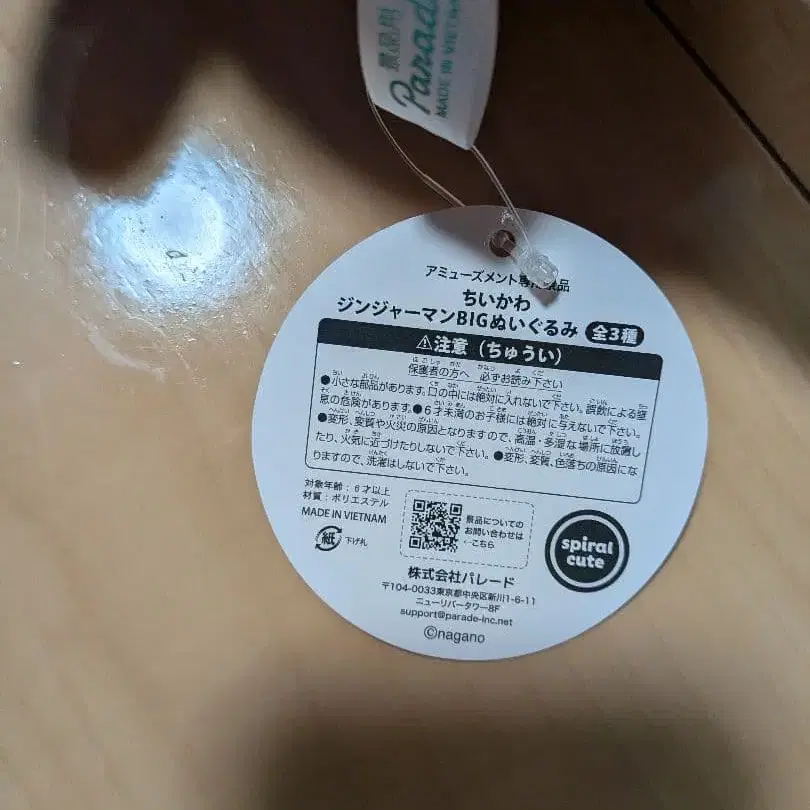 景品用
Parade
MADE IN VIETNAM
アミューズメント専用景品
ちいかわ
ジンジャーマンBIGぬいぐるみ 全3種
⚠注意（ちゅうい）
保護者の方へ 必ずお読み下さい
●小さな部品があります。口の中には絶対に入れないで下さい。誤飲による窒
息の危険があります。●6才未満のお子様には絶対に与えないで下さい。
●変形、変質や火災の原因となりますので、高温・多湿な場所に放置し
たり、火気に近づけたりしないで下さい。●変形、変質、色落ちの原因にな
りますので、洗濯はしないで下さい。
対象年齢：6才以上
材質：ポリエステル
MADE IN VIETNAM
紙 下げ札
景品についての
お問い合わせは
←こちら
spiral
cute
株式会社パレード
〒104-0033東京都中央区新川1-6-11
ニューリバータワー8F
support@parade-inc.net
©nagano